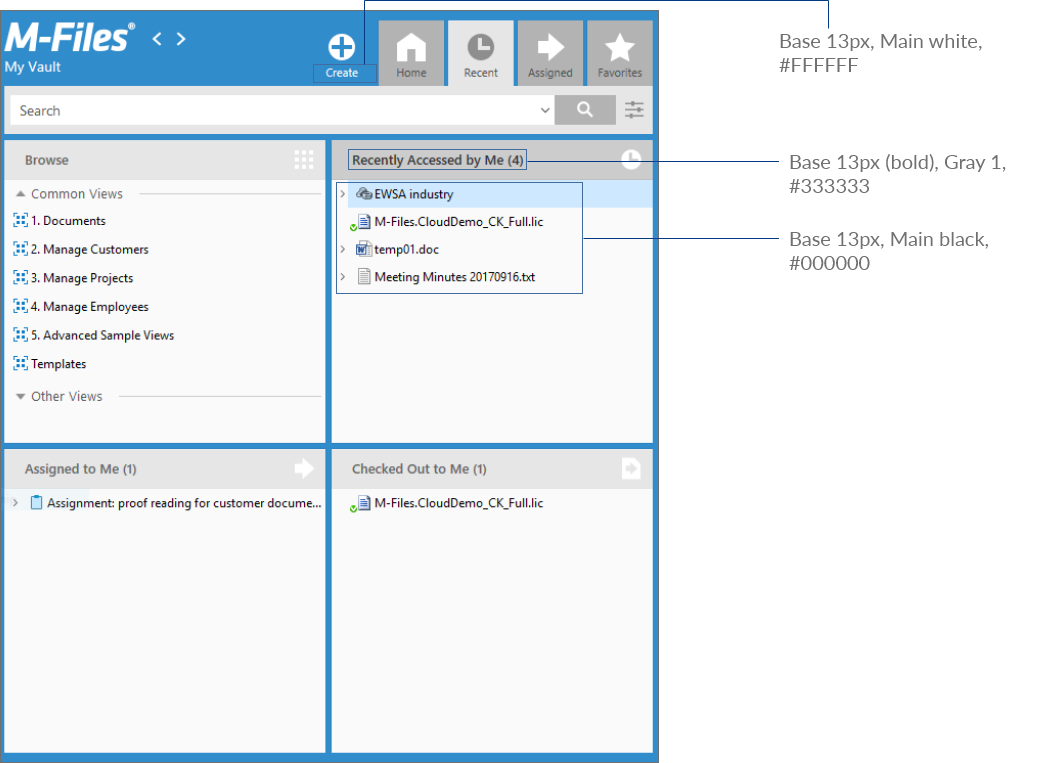 M-Files®
My Vault
Create
Home
Recent
Assigned
Favorites
Base 13px, Main white,
#FFFFFF
Search
Browse
Recently Accessed by Me (4)
Base 13px (bold), Gray 1,
#333333
Common Views
1. Documents
2. Manage Customers
3. Manage Projects
4. Manage Employees
5. Advanced Sample Views
Templates
Other Views
EWSA industry
M-Files.CloudDemo_CK_Full.lic
temp01.doc
Meeting Minutes 20170916.txt
Base 13px, Main black,
#000000
Assigned to Me (1)
Assignment: proof reading for customer docume...
Checked Out to Me (1)
M-Files.CloudDemo_CK_Full.lic